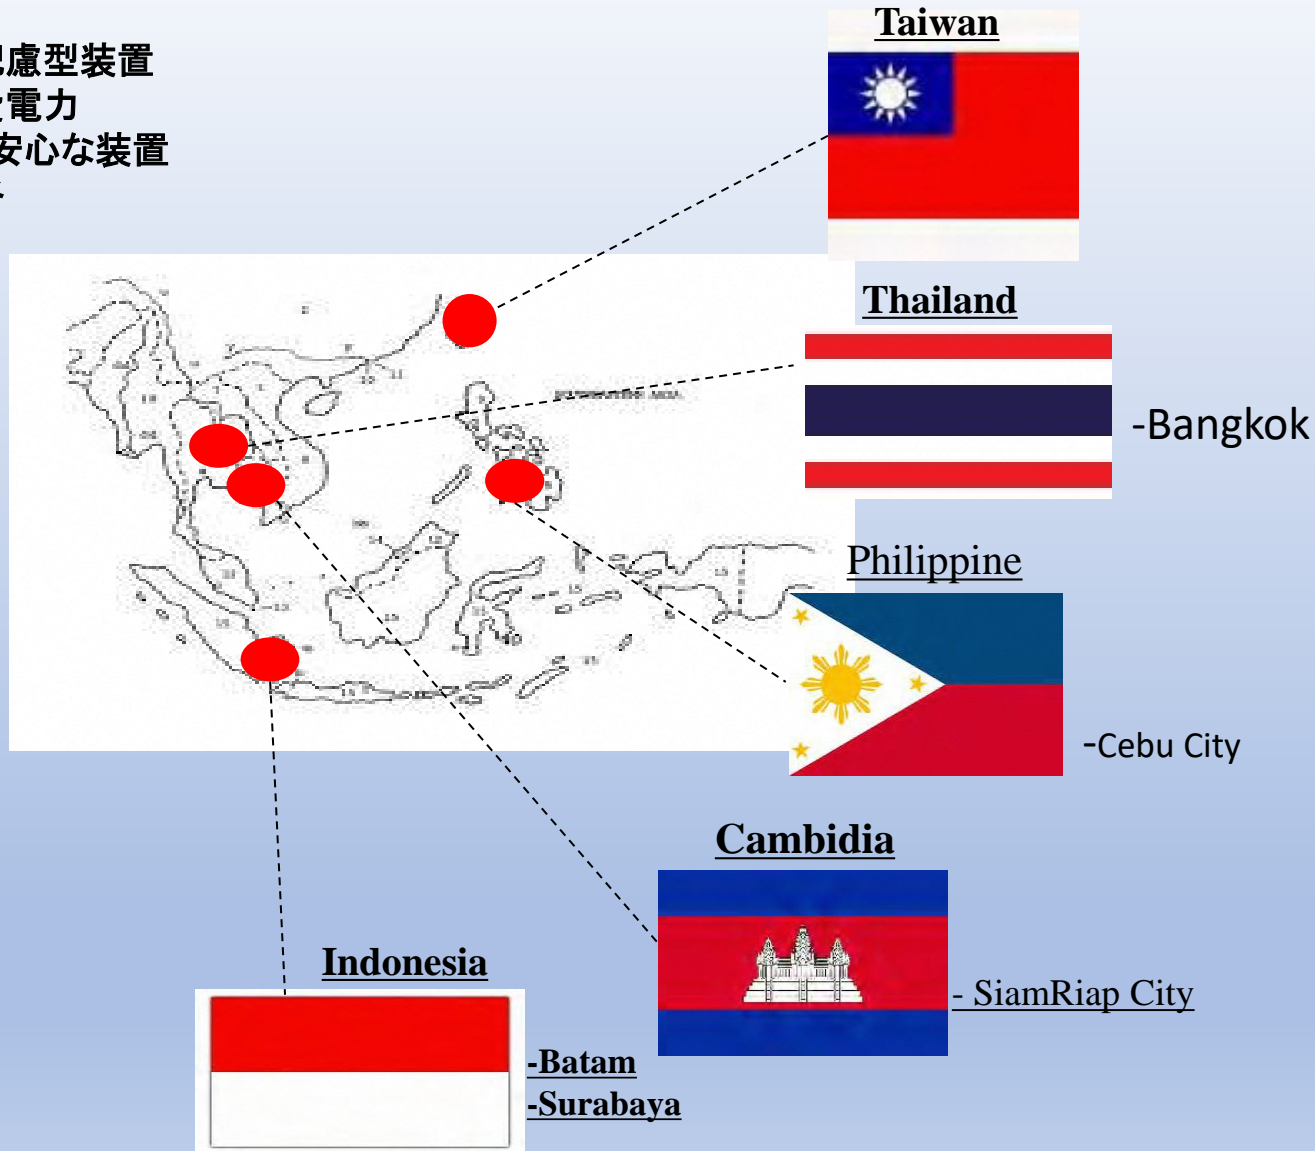 慮型装置
電力
安心な装置
Taiwan
Thailand
-Bangkok
Philippine
-Cebu City
Cambidia
- SiamRiap City
Indonesia
-Batam
-Surabaya